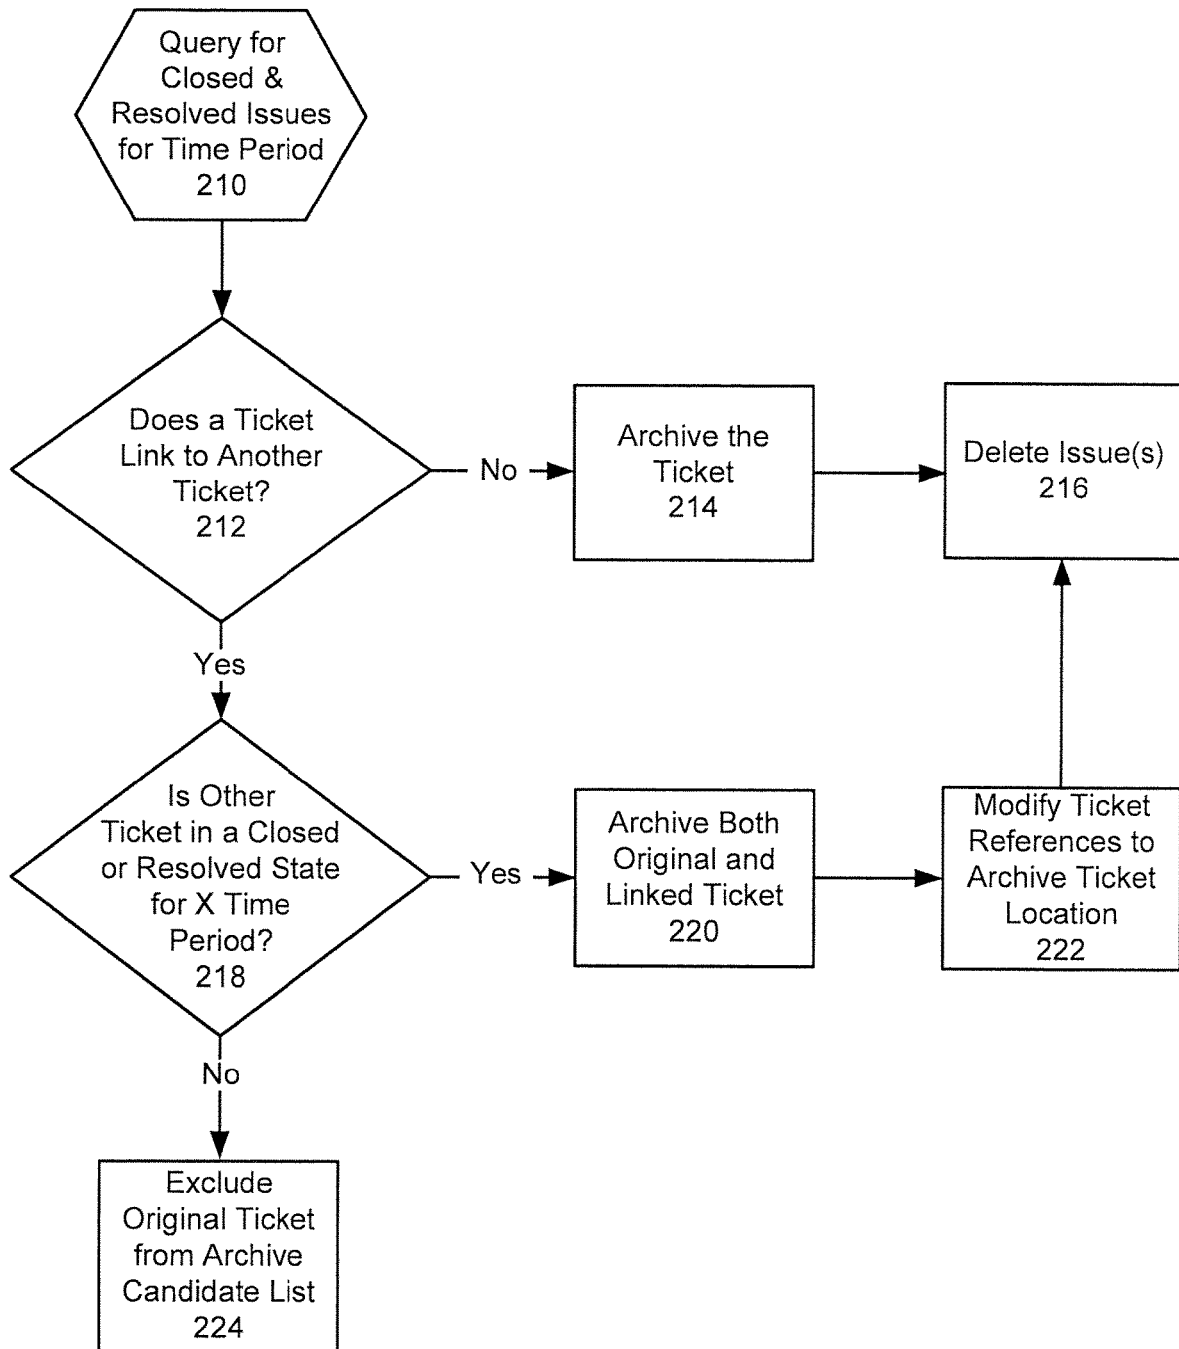 Query for
Closed &
Resolved Issues
for Time Period
210
Does a Ticket
Link to Another
Ticket?
212
No
Archive the
Ticket
214
Delete Issue(s)
216
Yes
Is Other
Ticket in a Closed
or Resolved State
for X Time
Period?
218
Yes
Archive Both
Original and
Linked Ticket
220
Modify Ticket
References to
Archive Ticket
Location
222
No
Exclude
Original Ticket
from Archive
Candidate List
224